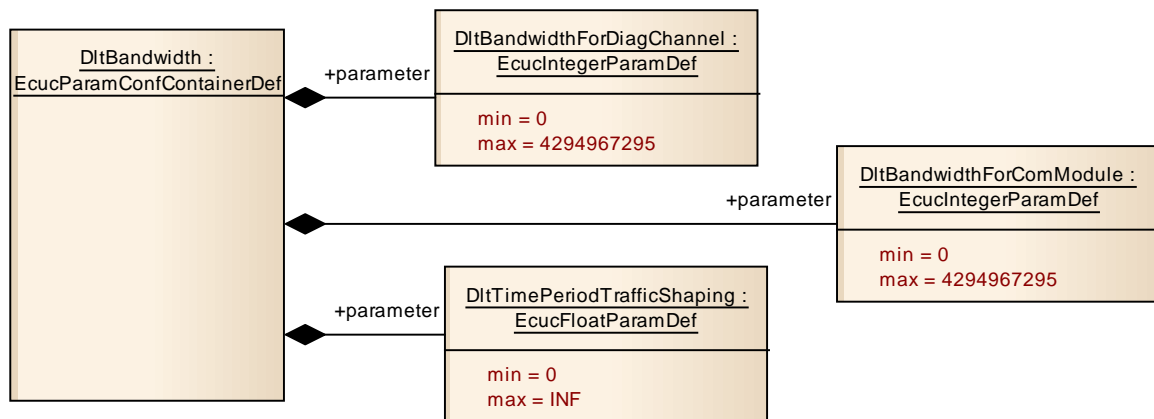 DltBandwidth :
EcucParamConfContainerDef
+parameter
DltBandwidthForDiagChannel :
EcucIntegerParamDef
min = 0
max = 4294967295
+parameter
DltBandwidthForComModule :
EcucIntegerParamDef
min = 0
max = 4294967295
+parameter
DltTimePeriodTrafficShaping :
EcucFloatParamDef
min = 0
max = INF